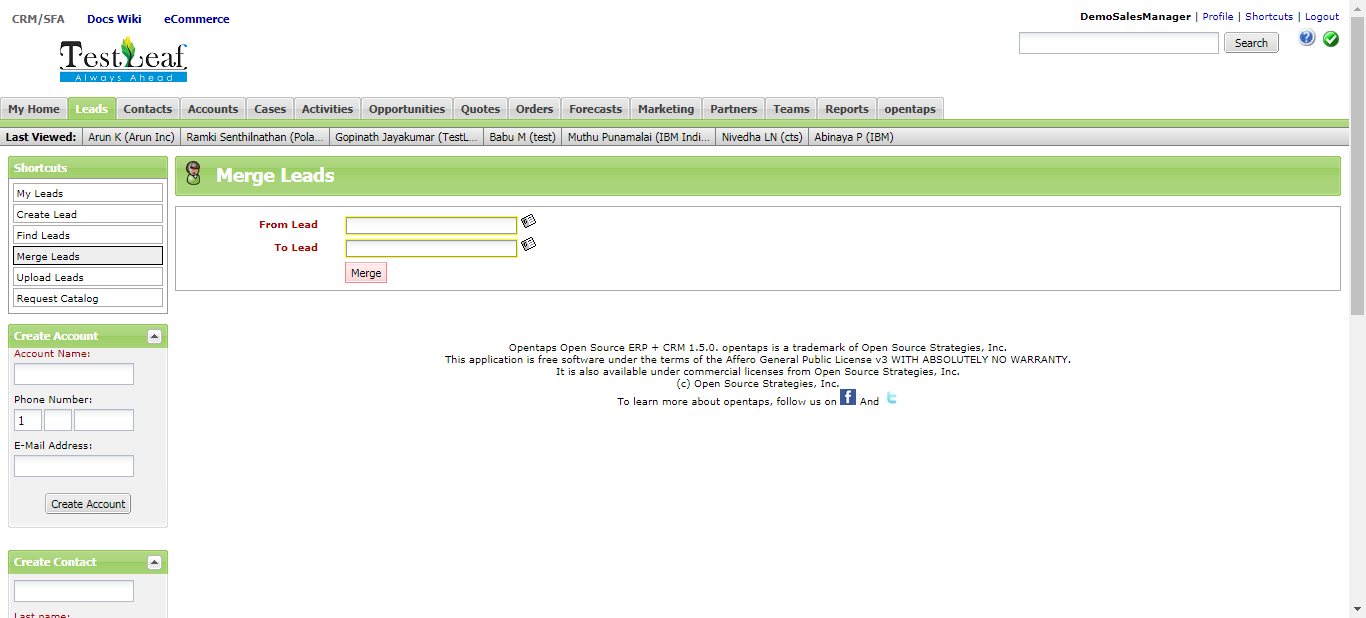 CRM/SFA Docs Wiki eCommerce
DemoSalesManager | Profile | Shortcuts | Logout
Search
TestLeaf
Always Ahead
My Home Leads Contacts Accounts Cases Activities Opportunities Quotes Orders Forecasts Marketing Partners Teams Reports opentaps
Last Viewed: Arun K (Arun Inc) Ramki Senthilnathan (Pola... Gopinath Jayakumar (TestL... Babu M (test) Muthu Punamalai (IBM Indi... Nivedha LN (cts) Abinaya P (IBM)
Shortcuts
My Leads
Create Lead
Find Leads
Merge Leads
Upload Leads
Request Catalog
Merge Leads
From Lead
To Lead
Merge
Create Account
Account Name:
Phone Number:
1
E-Mail Address:
Create Account
Create Contact
Last name:
Opentaps Open Source ERP + CRM 1.5.0. opentaps is a trademark of Open Source Strategies, Inc.
This application is free software under the terms of the Affero General Public License v3 WITH ABSOLUTELY NO WARRANTY.
It is also available under commercial licenses from Open Source Strategies, Inc.
(c) Open Source Strategies, Inc.
To learn more about opentaps, follow us on f And t